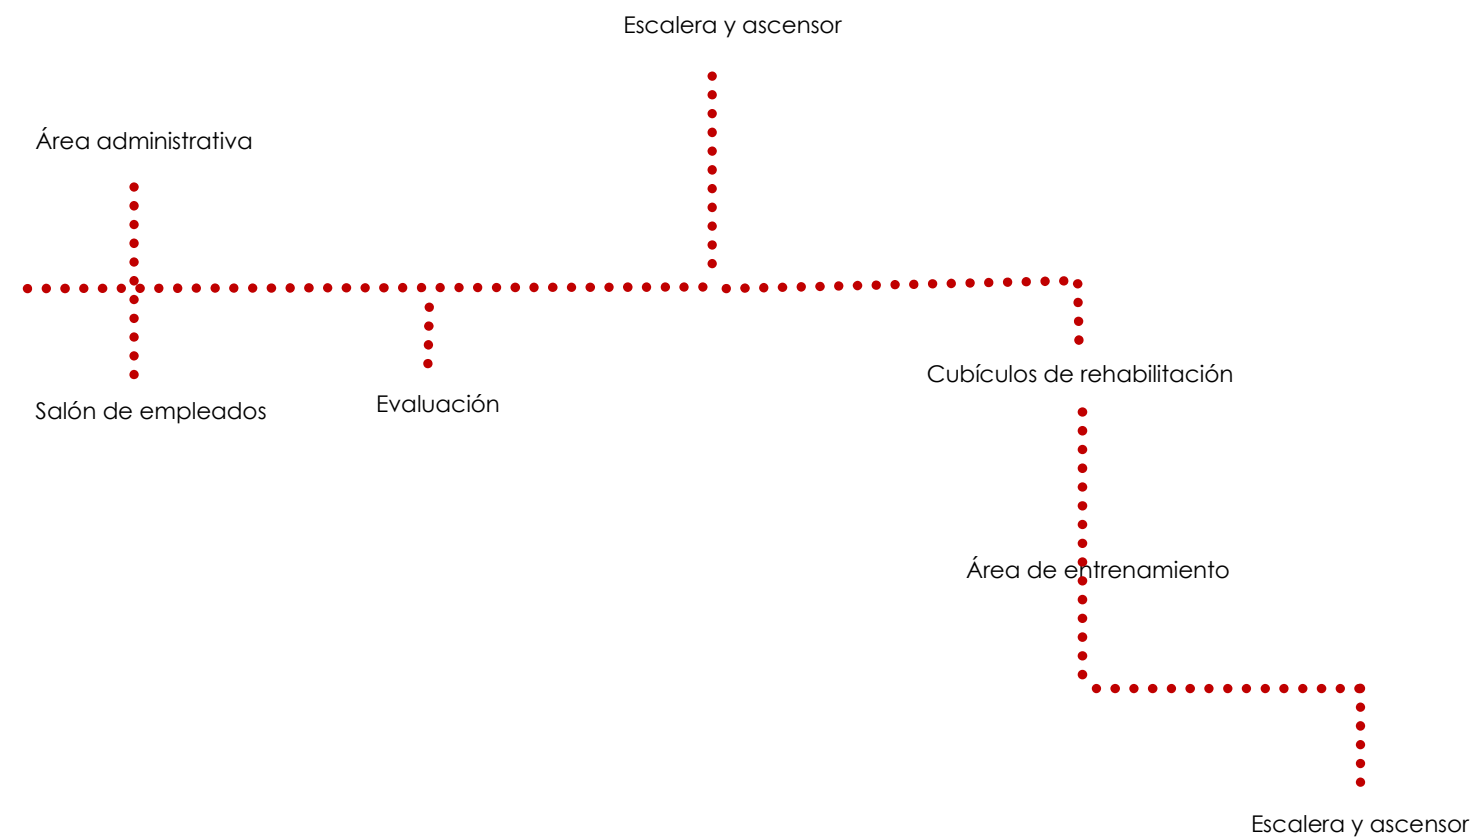 Escalera y ascensor
Área administrativa
Cubículos de rehabilitación
Salón de empleados
Evaluación
Área de entrenamiento
Escalera y ascensor